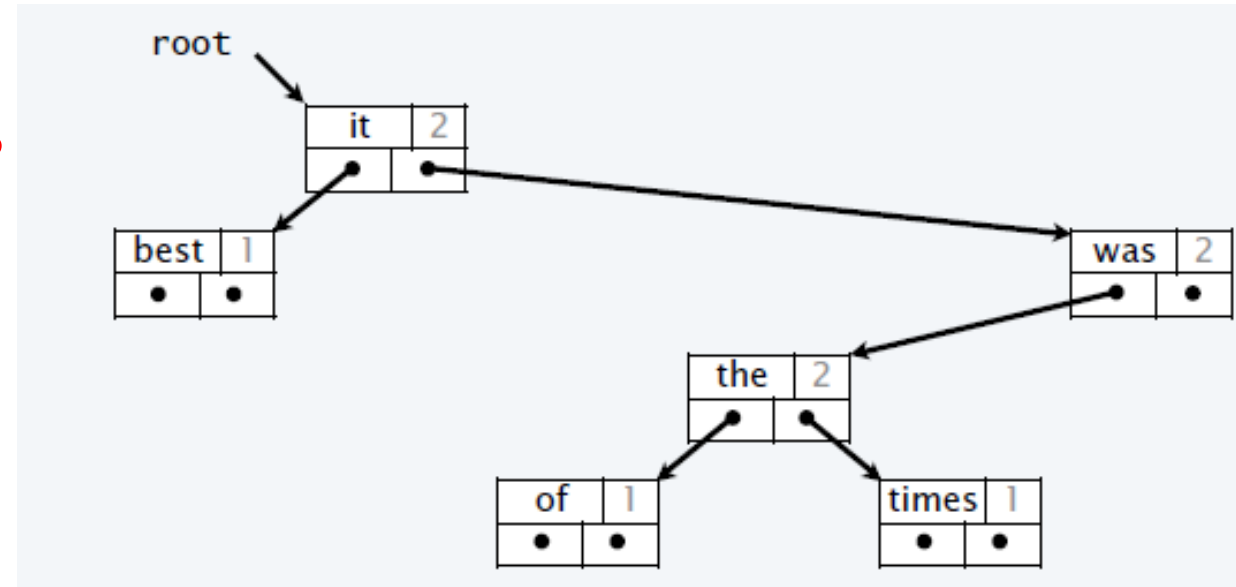 root
it 2
best 1
was 2
the 2
of 1
times 1